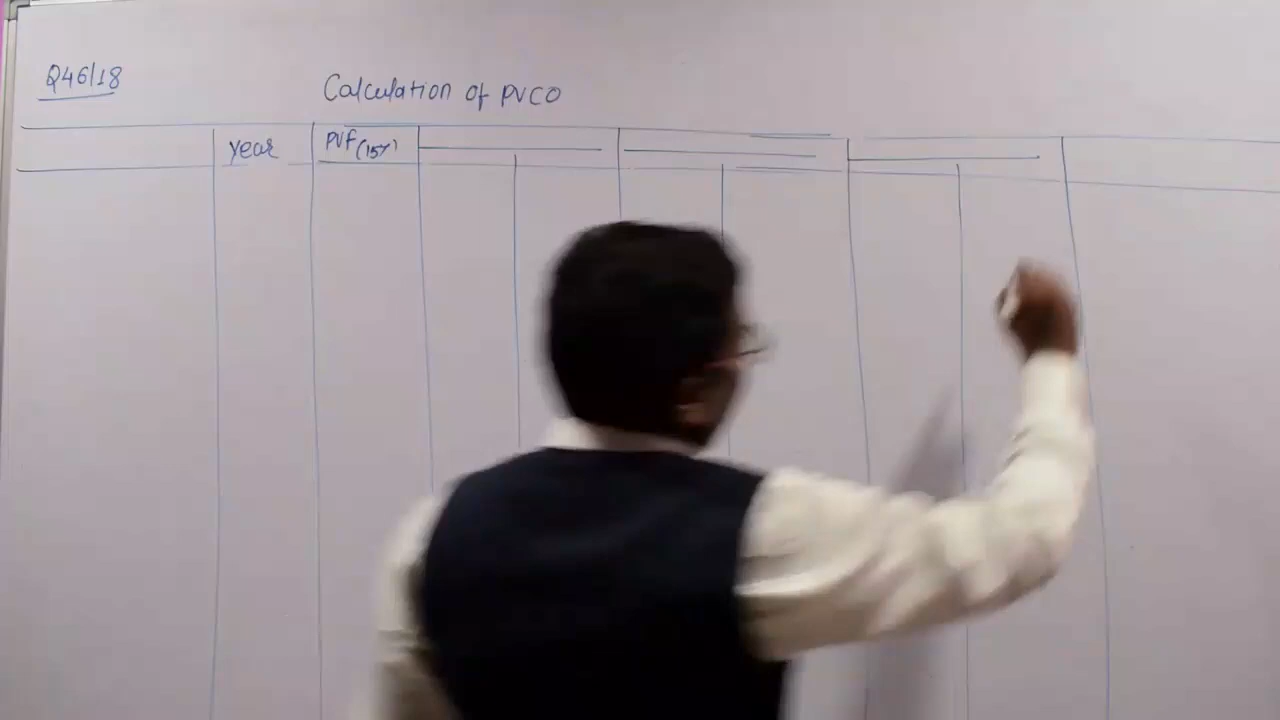 Q46/18
Calculation of PVCO
year
PVF(15%)